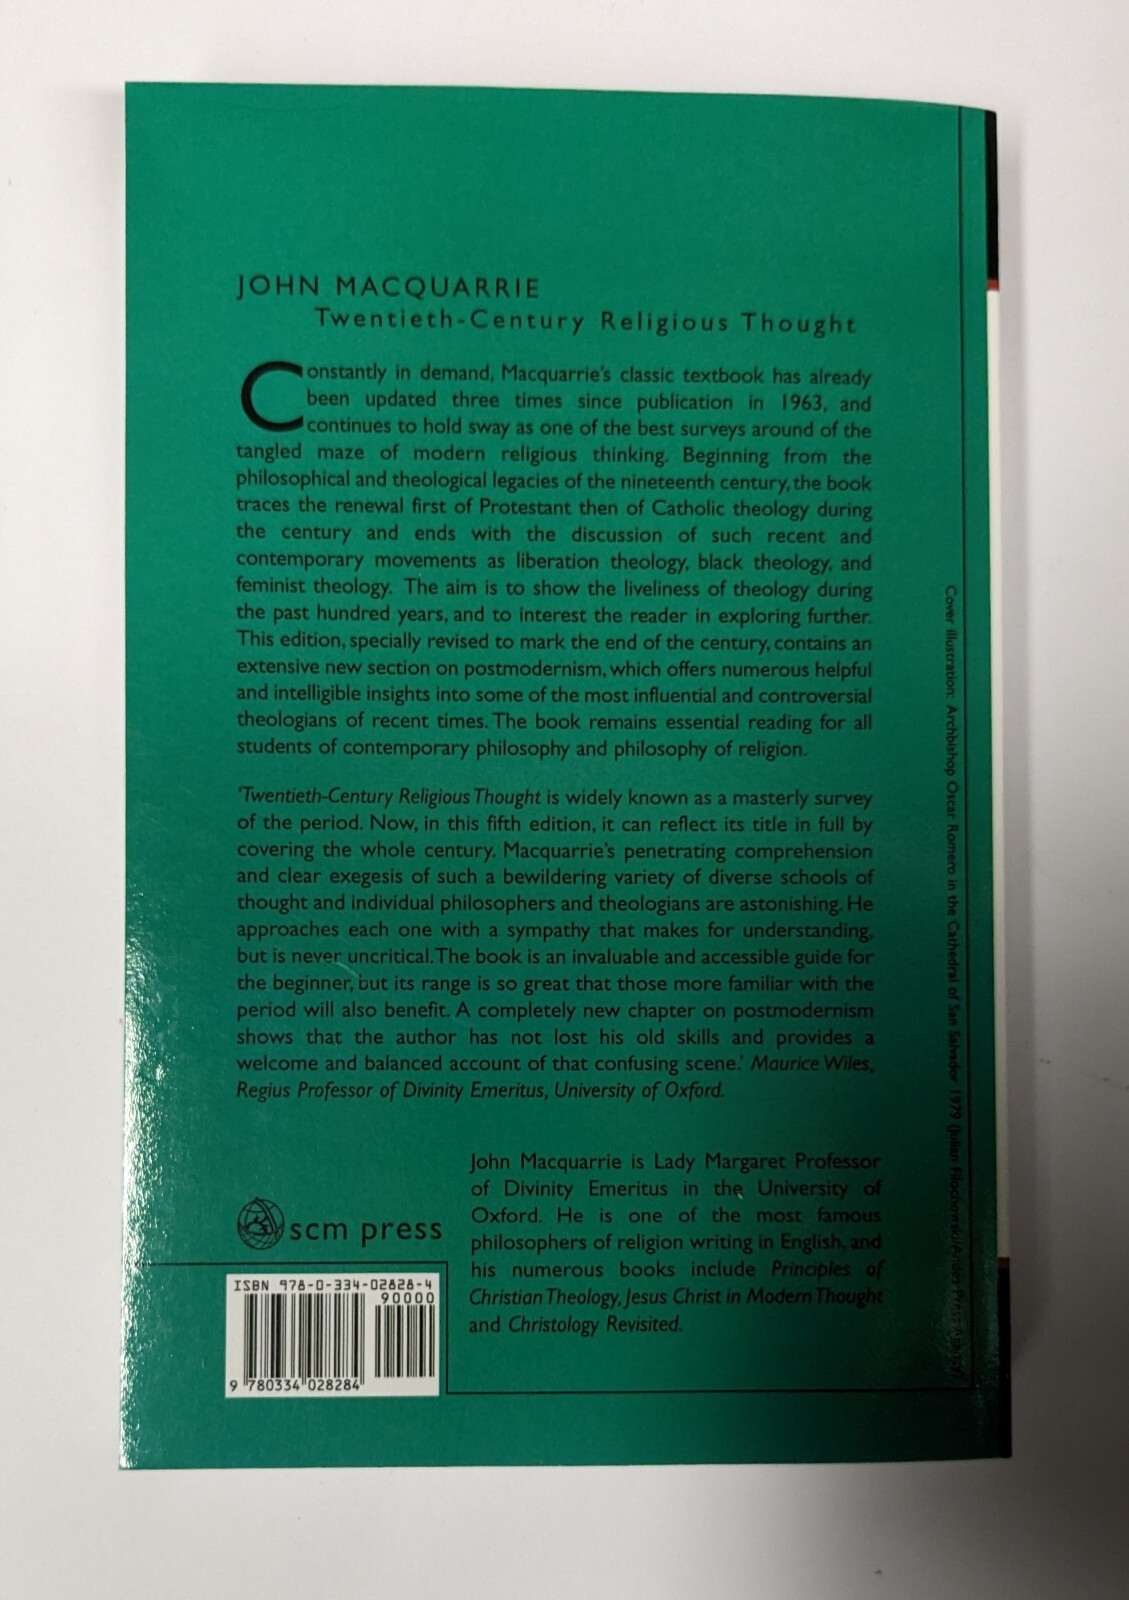 JOHN MACQUARRIE
Twentieth-Century Religious Thought
Constantly in demand, Macquarrie's classic textbook has already
been updated three times since publication in 1963, and
continues to hold sway as one of the best surveys around of the
tangled maze of modern religious thinking. Beginning from the
philosophical and theological legacies of the nineteenth century, the book
traces the renewal first of Protestant then of Catholic theology during
the century and ends with the discussion of such recent and
contemporary movements as liberation theology, black theology, and
feminist theology. The aim is to show the liveliness of theology during
the past hundred years, and to interest the reader in exploring further.
This edition, specially revised to mark the end of the century, contains an
extensive new section on postmodernism, which offers numerous helpful
and intelligible insights into some of the most influential and controversial
theologians of recent times. The book remains essential reading for all
students of contemporary philosophy and philosophy of religion.
'Twentieth-Century Religious Thought is widely known as a masterly survey
of the period. Now, in this fifth edition, it can reflect its title in full by
covering the whole century. Macquarrie's penetrating comprehension
and clear exegesis of such a bewildering variety of diverse schools of
thought and individual philosophers and theologians are astonishing. He
approaches each one with a sympathy that makes for understanding,
but is never uncritical. The book is an invaluable and accessible guide for
the beginner, but its range is so great that those more familiar with the
period will also benefit. A completely new chapter on postmodernism
shows that the author has not lost his old skills and provides a
welcome and balanced account of that confusing scene.' Maurice Wiles,
Regius Professor of Divinity Emeritus, University of Oxford.
John Macquarrie is Lady Margaret Professor
of Divinity Emeritus in the University of
Oxford. He is one of the most famous
philosophers of religion writing in English, and
his numerous books include Principles of
Christian Theology, Jesus Christ in Modern Thought
and Christology Revisited.
scm press
ISBN 978-0-334-02828-4
90000
9 780334 028284
Cover illustration: Archbishop Oscar Romero in the Cathedral of San Salvador 1979 (Julian Filochowski/Andes Press Agency)